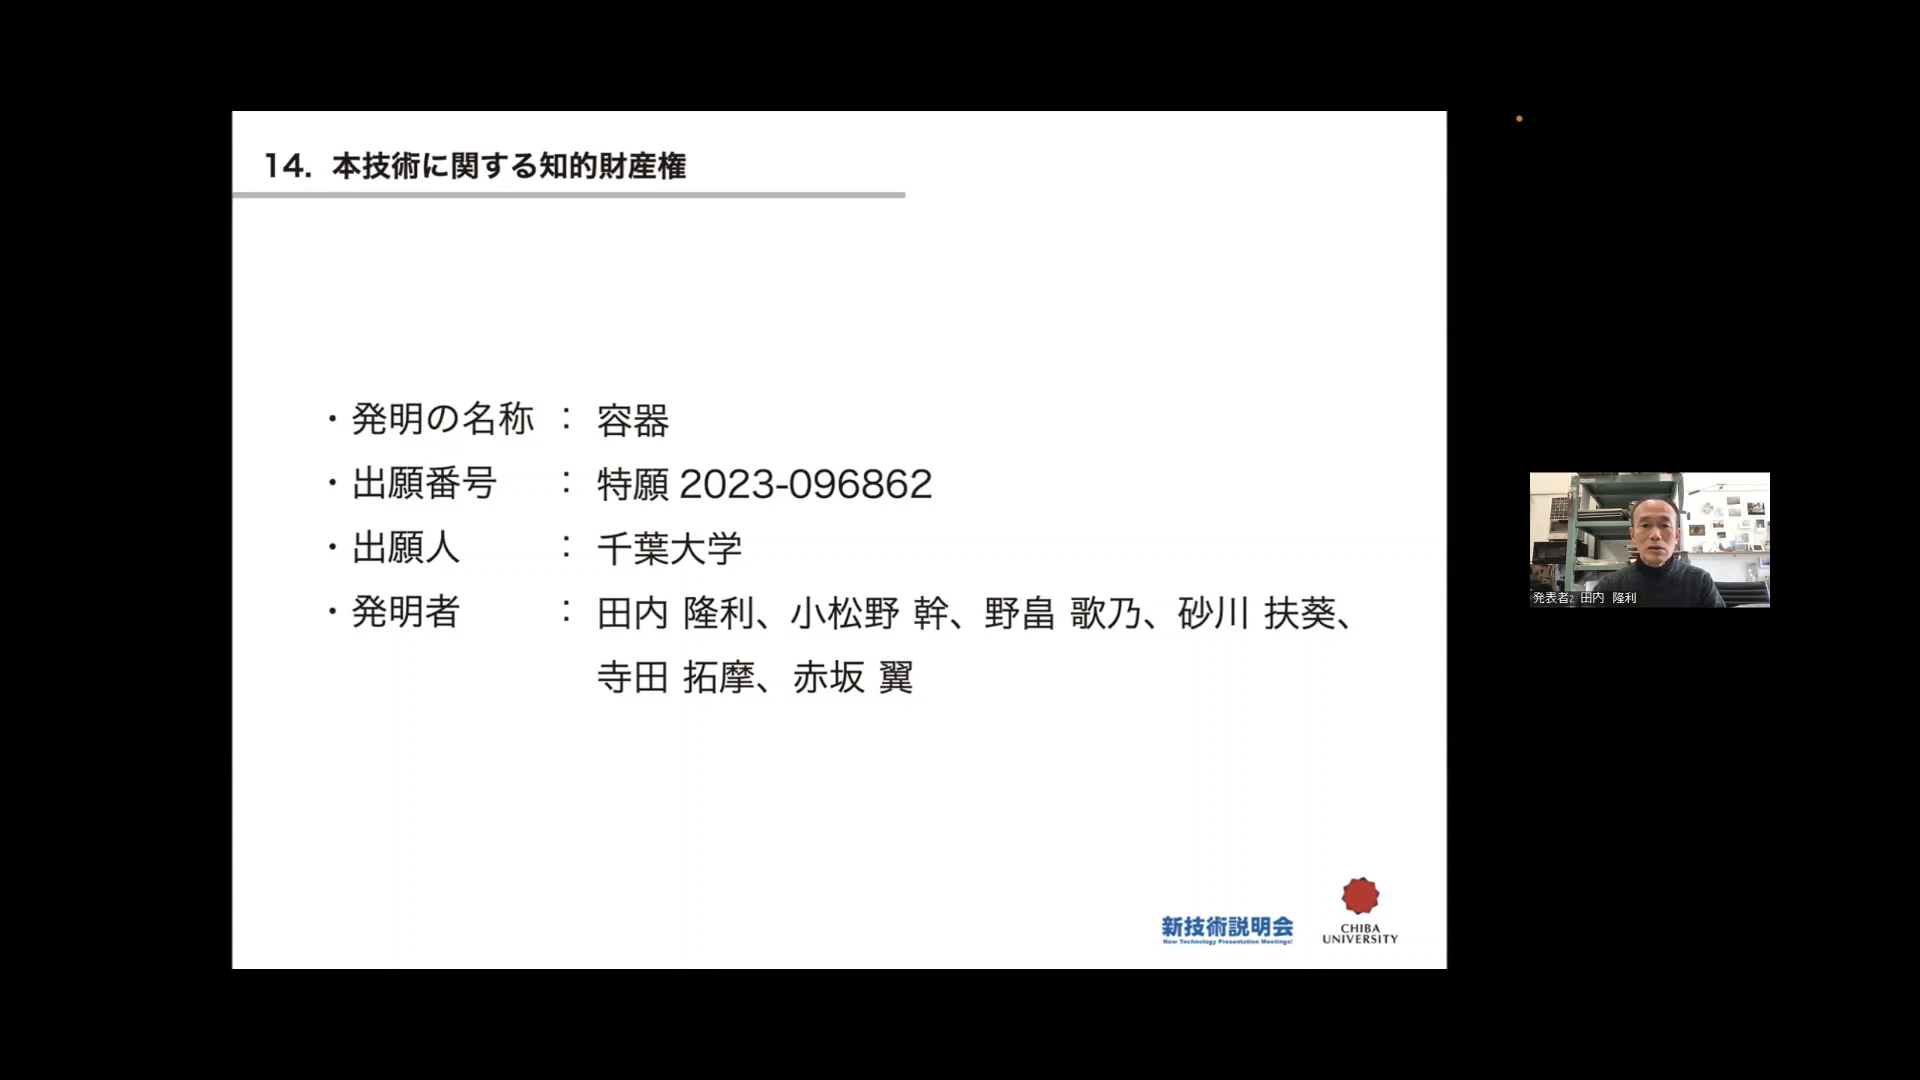 14. 本技術に関する知的財産権
・発明の名称 : 容器
・出願番号 : 特願 2023-096862
・出願人 : 千葉大学
・発明者 : 田内 隆利、小松野 幹、野畠 歌乃、砂川 扶葵、
寺田 拓摩、赤坂 翼
発表者2 田内 隆利
新技術説明会
New Technology Presentation Meetings!
CHIBA
UNIVERSITY